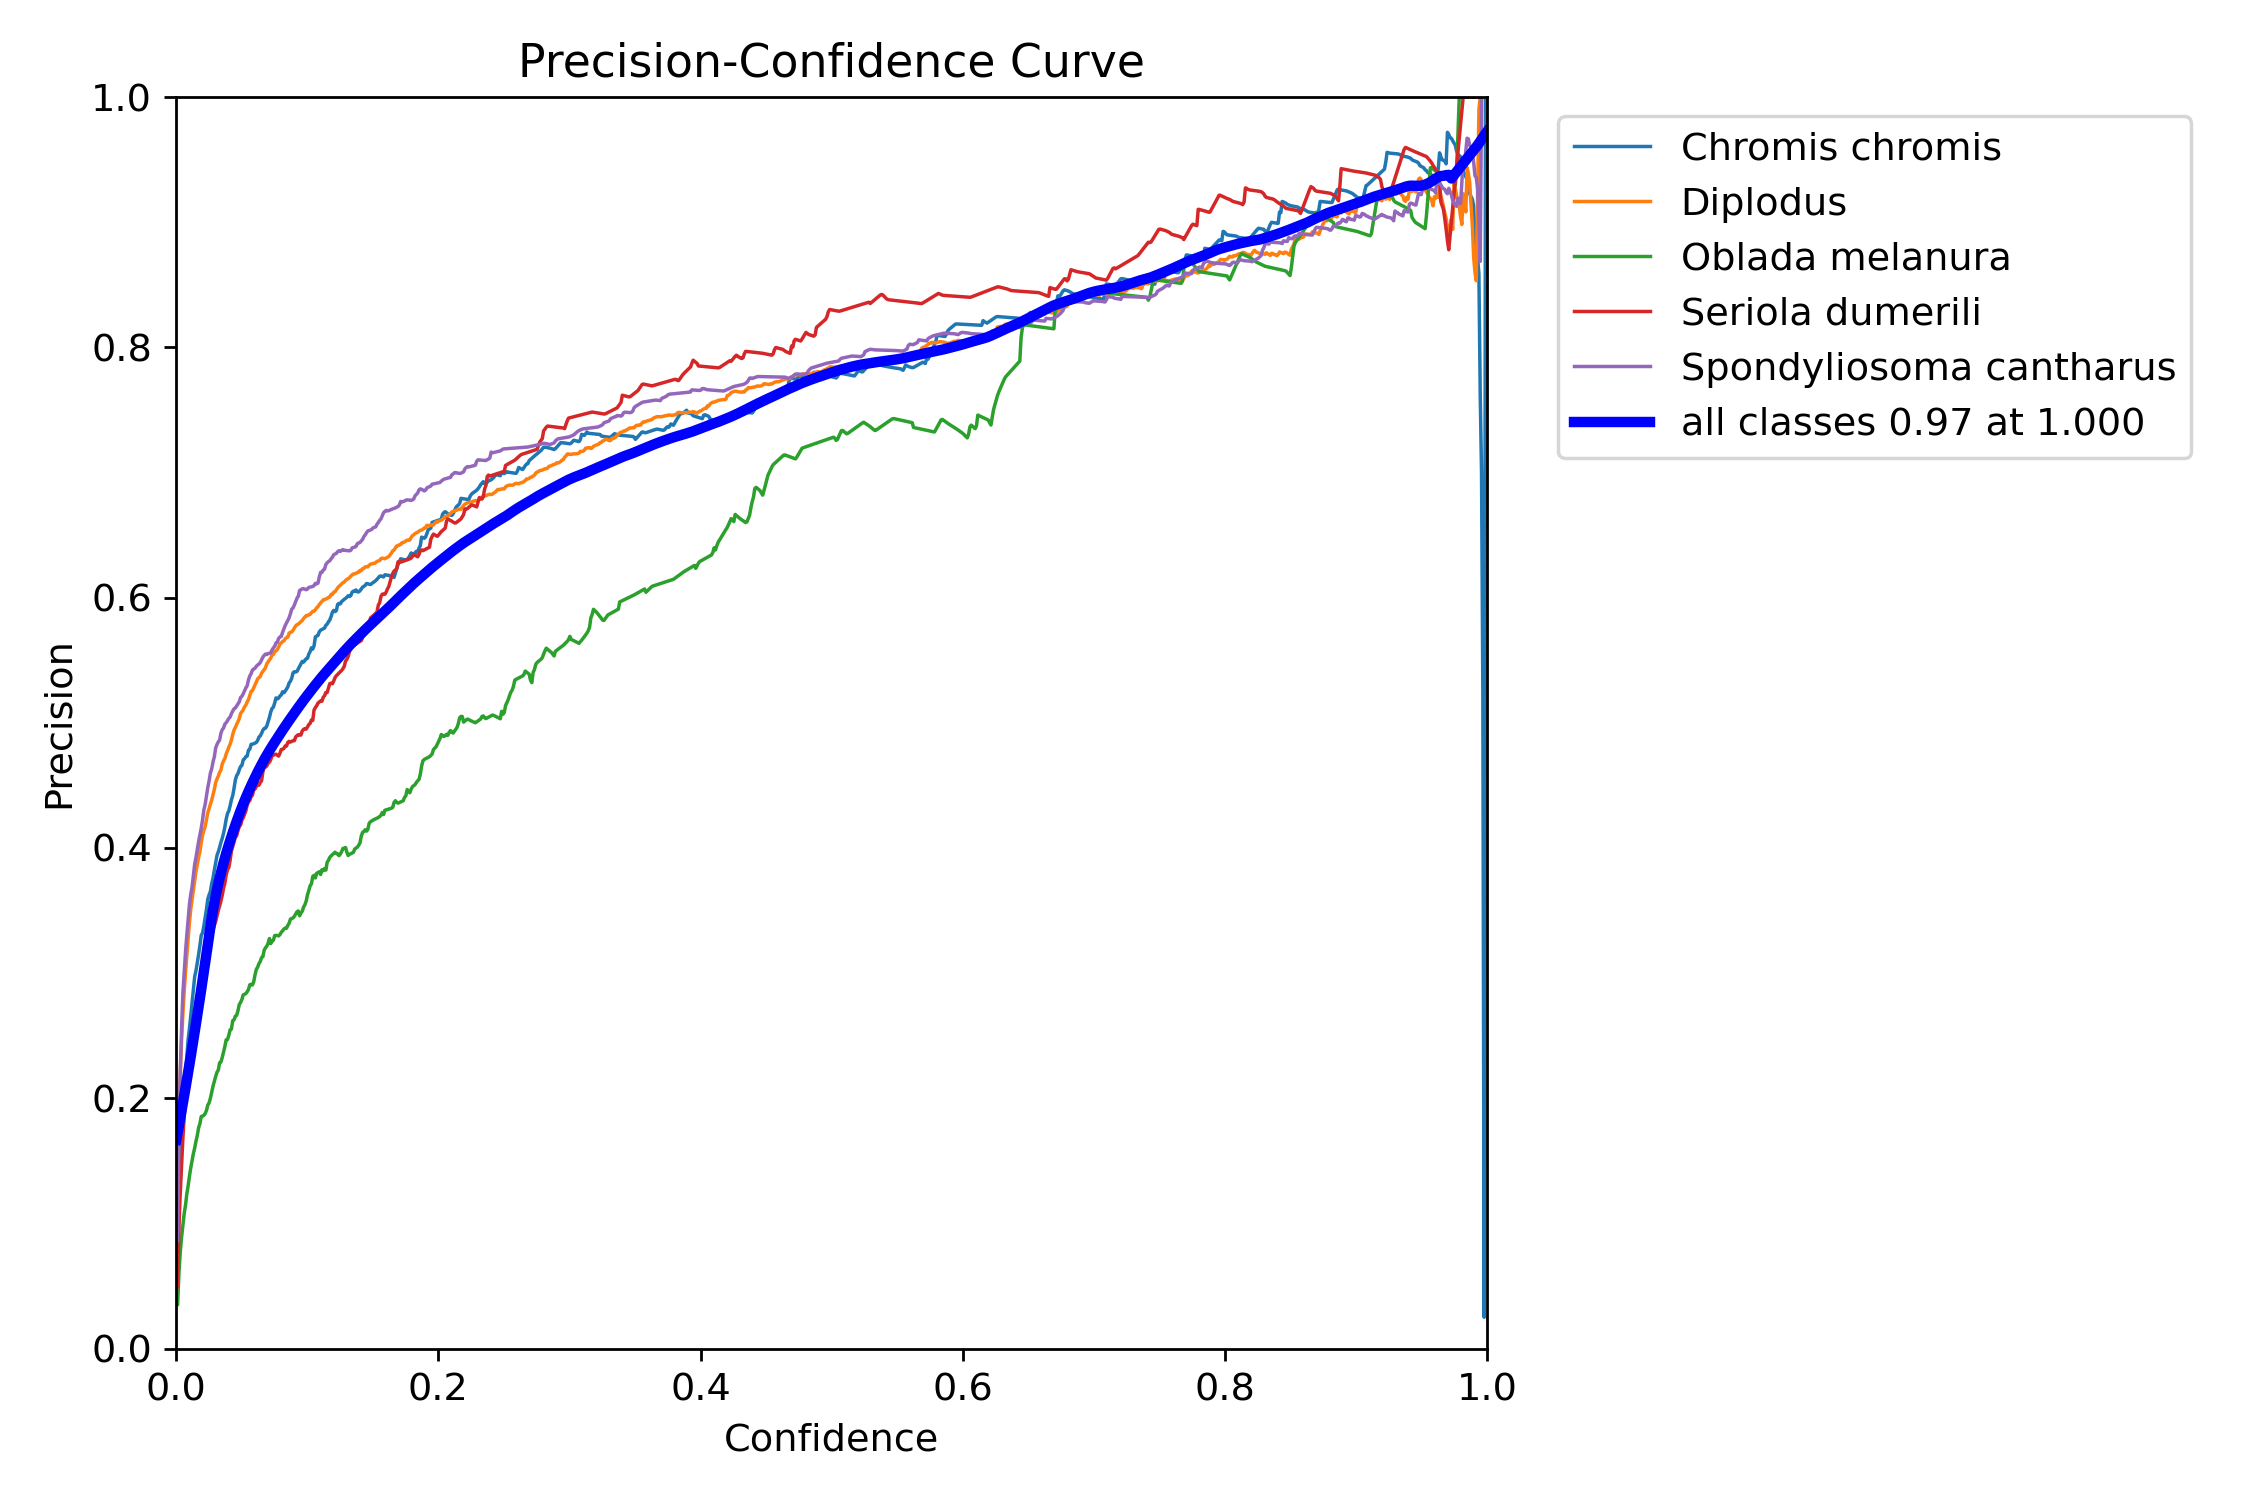 Precision-Confidence Curve
1.0
0.8
0.6
0.4
0.2
0.0
Precision
0.0 0.2 0.4 0.6 0.8 1.0
Confidence
Chromis chromis
Diplodus
Oblada melanura
Seriola dumerili
Spondyliosoma cantharus
all classes 0.97 at 1.000